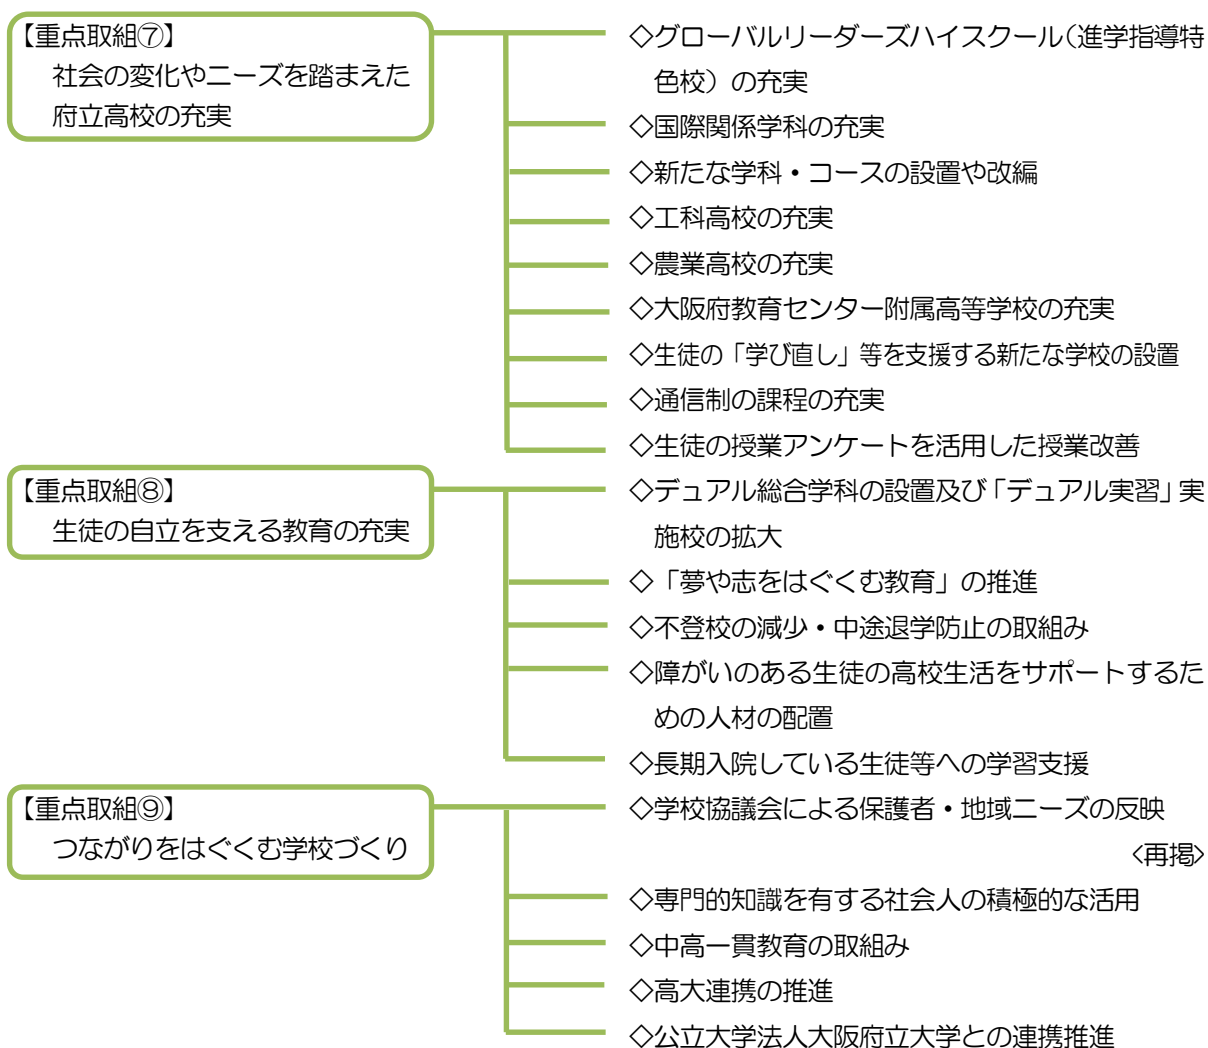 【重点取組⑦】
社会の変化やニーズを踏まえた
府立高校の充実
◇グローバルリーダーズハイスクール(進学指導特
色校)の充実
◇国際関係学科の充実
◇新たな学科・コースの設置や改編
◇工科高校の充実
◇農業高校の充実
◇大阪府教育センター附属高等学校の充実
◇生徒の「学び直し」等を支援する新たな学校の設置
◇通信制の課程の充実
◇生徒の授業アンケートを活用した授業改善
【重点取組⑧】
生徒の自立を支える教育の充実
◇デュアル総合学科の設置及び「デュアル実習」実
施校の拡大
◇「夢や志をはぐくむ教育」の推進
◇不登校の減少・中途退学防止の取組み
◇障がいのある生徒の高校生活をサポートするた
めの人材の配置
◇長期入院している生徒等への学習支援
【重点取組⑨】
つながりをはぐくむ学校づくり
◇学校協議会による保護者・地域ニーズの反映
<再掲>
◇専門的知識を有する社会人の積極的な活用
◇中高一貫教育の取組み
◇高大連携の推進
◇公立大学法人大阪府立大学との連携推進